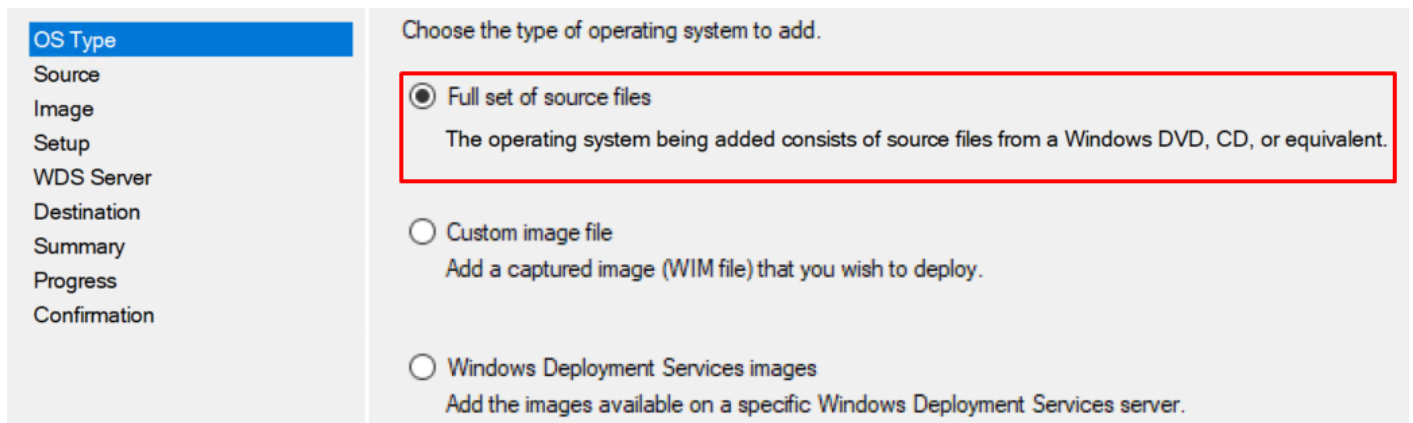 OS Type
Source
Image
Setup
WDS Server
Destination
Summary
Progress
Confirmation
Choose the type of operating system to add.
Full set of source files
The operating system being added consists of source files from a Windows DVD, CD, or equivalent.
Custom image file
Add a captured image (WIM file) that you wish to deploy.
Windows Deployment Services images
Add the images available on a specific Windows Deployment Services server.